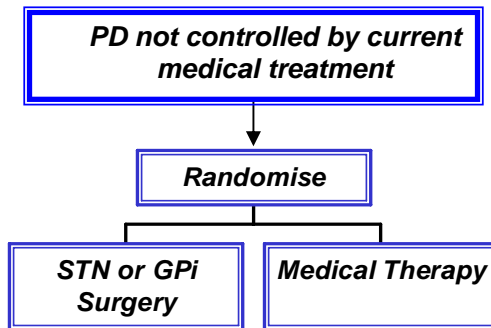 PD not controlled by current
medical treatment
Randomise
STN or GPi
Surgery
Medical Therapy